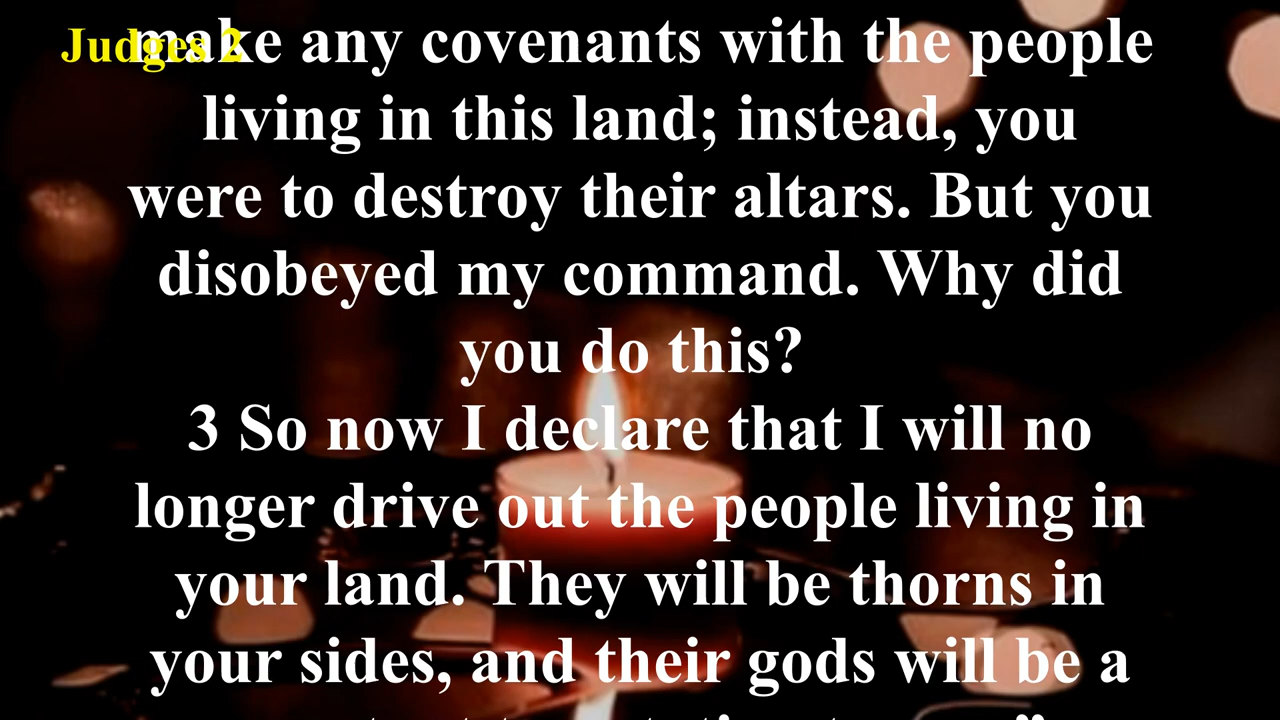 Judges 2
make any covenants with the people
living in this land; instead, you
were to destroy their altars. But you
disobeyed my command. Why did
you do this?
3 So now I declare that I will no
longer drive out the people living in
your land. They will be thorns in
your sides, and their gods will be a